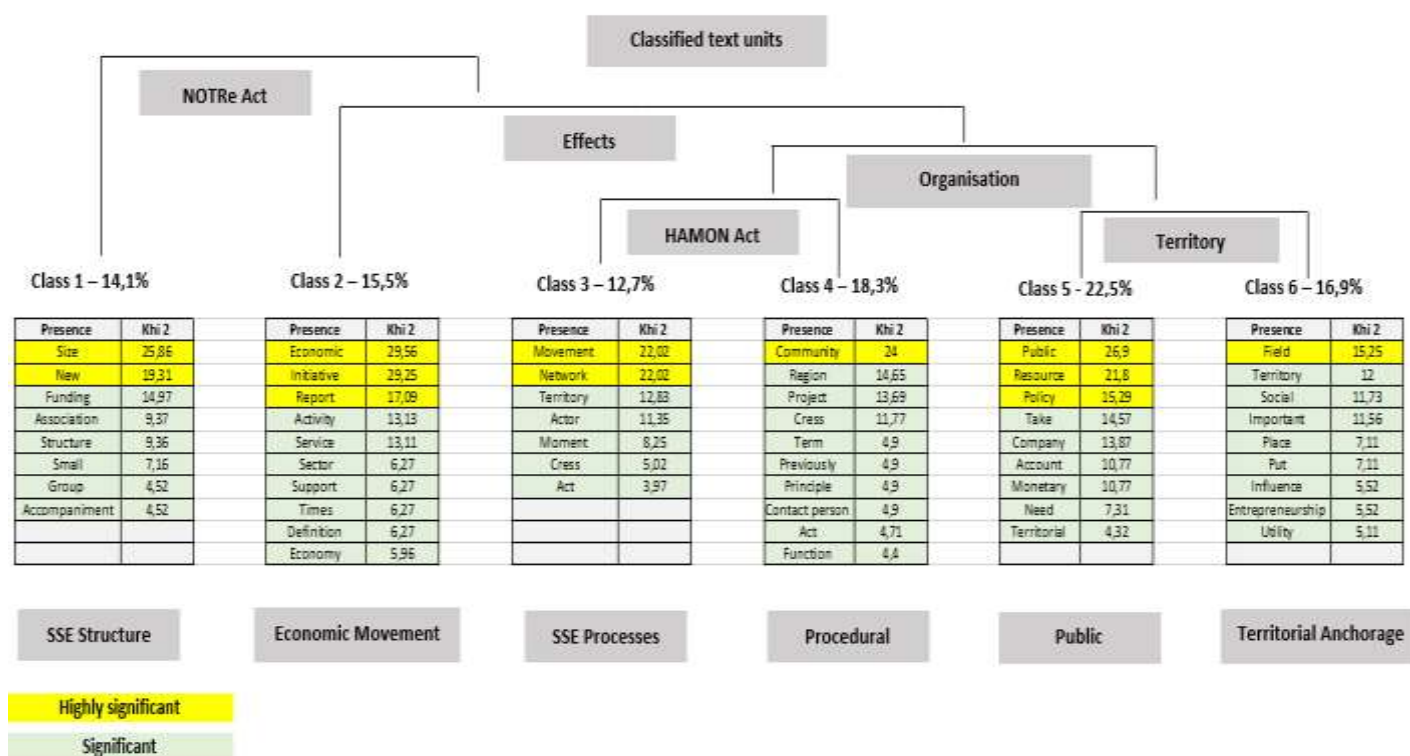 Classified text units
NOTRe Act
Effects
Organisation
HAMON Act
Territory
Class 1 – 14,1%
Class 2 – 15,5%
Class 3 – 12,7%
Class 4 – 18,3%
Class 5 - 22,5%
Class 6 – 16,9%
Presence Khi 2
Size 25,86
New 19,31
Funding 14,97
Association 9,37
Structure 9,36
Small 7,16
Group 4,52
Accompaniment 4,52
Presence Khi 2
Economic 29,56
Initiative 29,25
Report 17,09
Activity 13,13
Service 13,11
Sector 6,27
Support 6,27
Times 6,27
Definition 6,27
Economy 5,96
Presence Khi 2
Movement 22,02
Network 22,02
Territory 12,83
Actor 11,35
Moment 8,25
Cress 5,02
Act 3,97
Presence Khi 2
Community 24
Region 14,65
Project 13,69
Cress 11,77
Term 4,9
Previously 4,9
Principle 4,9
Contact person 4,9
Act 4,71
Function 4,4
Presence Khi 2
Public 26,9
Resource 21,8
Policy 15,29
Take 14,57
Company 13,87
Account 10,77
Monetary 10,77
Need 7,31
Territorial 4,32
Presence Khi 2
Field 15,25
Territory 12
Social 11,73
Important 11,56
Place 7,11
Put 7,11
Influence 5,52
Entrepreneurship 5,52
Utility 5,11
SSE Structure
Economic Movement
SSE Processes
Procedural
Public
Territorial Anchorage
Highly significant
Significant